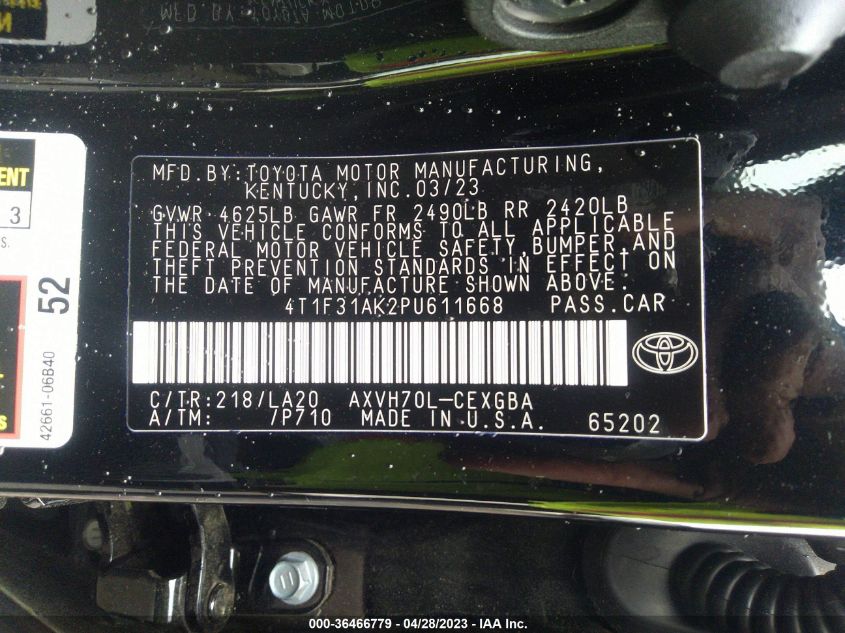 MFD.BY:TOYOTA MOTOR MANUFACTURING,
KENTUCKY, INC. 03/23
GVWR 4625LB GAWR FR 2490LB RR 2420LB
THIS VEHICLE CONFORMS TO ALL APPLICABLE
FEDERAL MOTOR VEHICLE SAFETY, BUMPER, AND
THEFT PREVENTION STANDARDS IN EFFECT ON
THE DATE OF MANUFACTURE SHOWN ABOVE.
4T1F31AK2PU611668 PASS.CAR
C/TR:218/LA20 AXVH70L-CEXGBA
A/TM: /P710 MADE IN U.S.A. 65202
3
52
42661-06B40
000-36466779 - 04/28/2023 - IAA Inc.